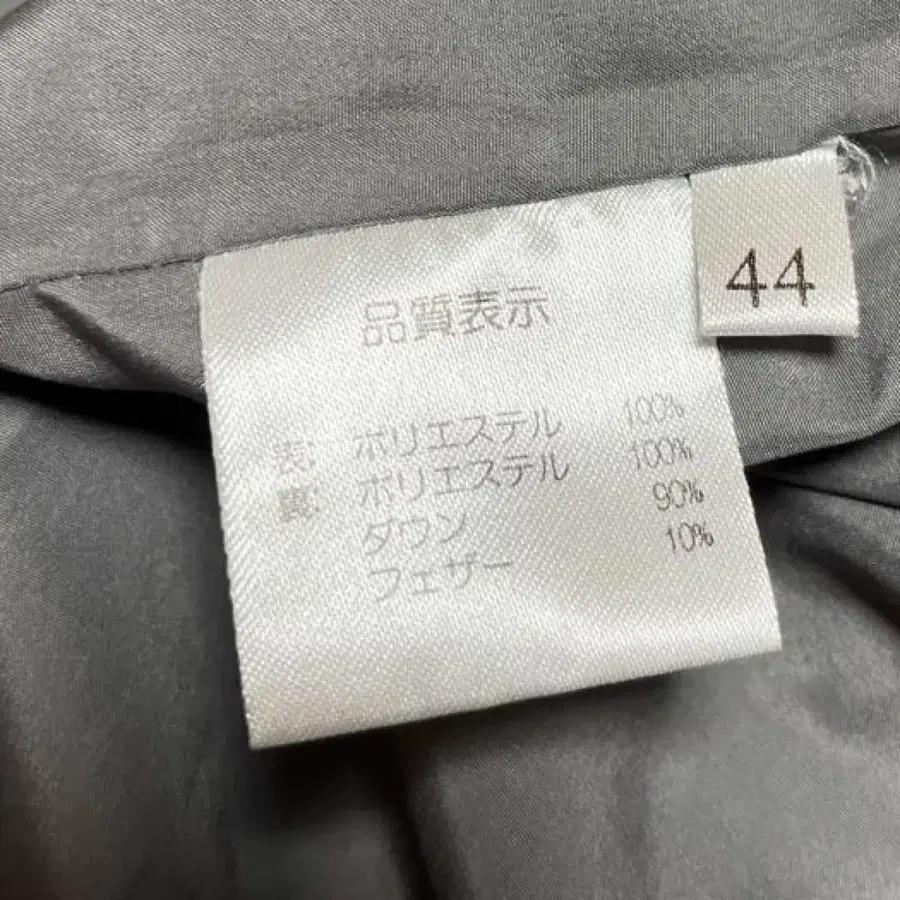 44
品質表示
表: ポリエステル 100%
裏: ポリエステル 100%
ダウン 90%
フェザー 10%